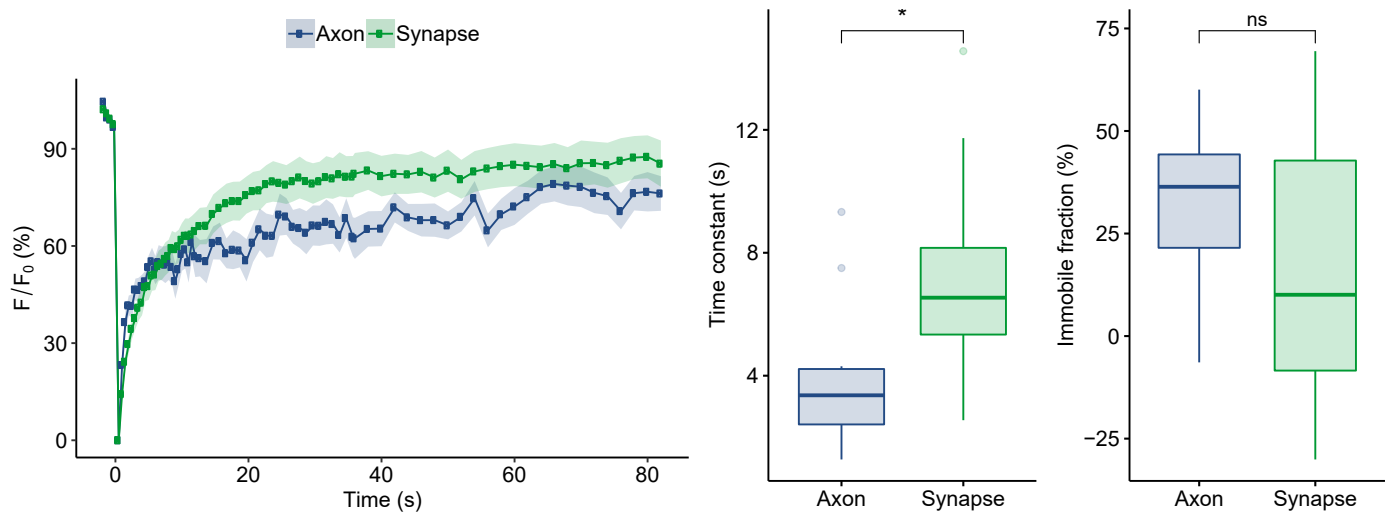 Axon Synapse
F/F0 (%)
90
60
30
0
0 20 40 60 80
Time (s)
*
Time constant (s)
12
8
4
Axon Synapse
ns
Immobile fraction (%)
75
50
25
0
−25
Axon Synapse